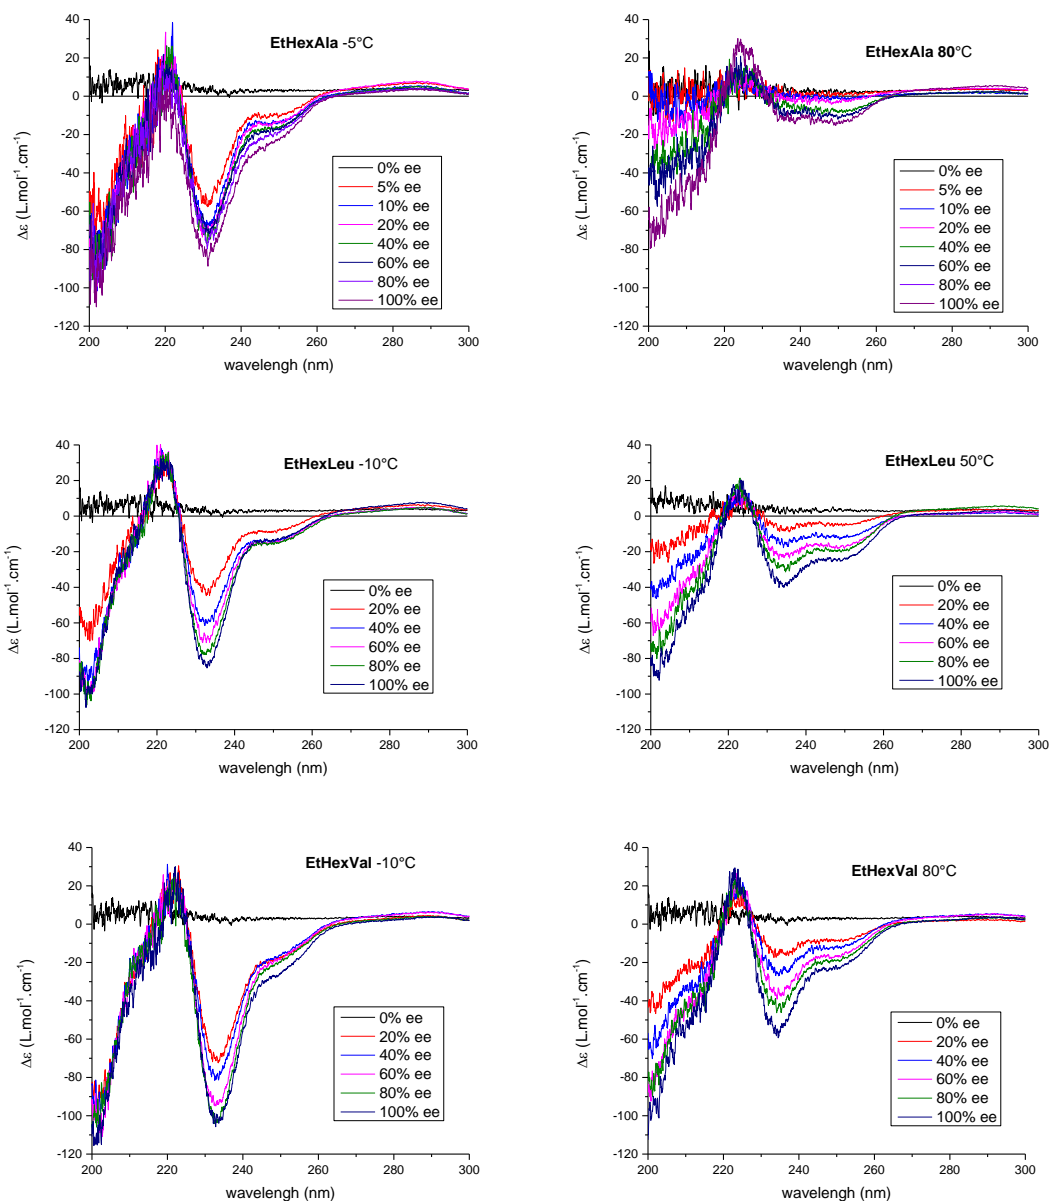 EtHexAla -5°C
40
20
0
-20
-40
-60
-80
-100
-120
Δε (L.mol⁻¹.cm⁻¹)
0% ee
5% ee
10% ee
20% ee
40% ee
60% ee
80% ee
100% ee
200 220 240 260 280 300
wavelengh (nm)
EtHexAla 80°C
40
20
0
-20
-40
-60
-80
-100
-120
Δε (L.mol⁻¹.cm⁻¹)
0% ee
5% ee
10% ee
20% ee
40% ee
60% ee
80% ee
100% ee
200 220 240 260 280 300
wavelengh (nm)
EtHexLeu -10°C
40
20
0
-20
-40
-60
-80
-100
-120
Δε (L.mol⁻¹.cm⁻¹)
0% ee
20% ee
40% ee
60% ee
80% ee
100% ee
200 220 240 260 280 300
wavelengh (nm)
EtHexLeu 50°C
40
20
0
-20
-40
-60
-80
-100
-120
Δε (L.mol⁻¹.cm⁻¹)
0% ee
20% ee
40% ee
60% ee
80% ee
100% ee
200 220 240 260 280 300
wavelengh (nm)
EtHexVal -10°C
40
20
0
-20
-40
-60
-80
-100
-120
Δε (L.mol⁻¹.cm⁻¹)
0% ee
20% ee
40% ee
60% ee
80% ee
100% ee
200 220 240 260 280 300
wavelengh (nm)
EtHexVal 80°C
40
20
0
-20
-40
-60
-80
-100
-120
Δε (L.mol⁻¹.cm⁻¹)
0% ee
20% ee
40% ee
60% ee
80% ee
100% ee
200 220 240 260 280 300
wavelengh (nm)